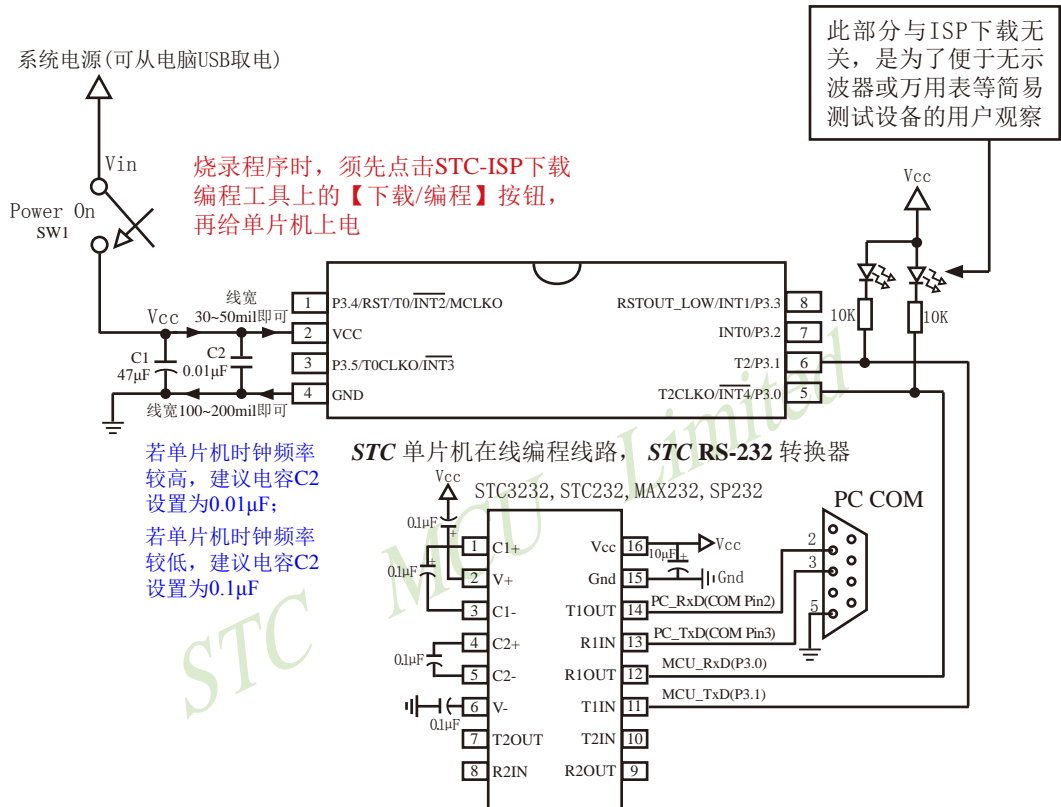 此部分与ISP下载无
关，是为了便于无示
波器或万用表等简易
测试设备的用户观察
系统电源(可从电脑USB取电)
Vin
Power On
SW1
烧录程序时，须先点击STC-ISP下载
编程工具上的【下载/编程】按钮，
再给单片机上电
Vcc
10K
10K
线宽
30~50mil即可
Vcc
C1
47μF
C2
0.01μF
线宽100~200mil即可
1 P3.4/RST/T0/INT2/MCLKO
2 VCC
3 P3.5/T0CLKO/INT3
4 GND
RSTOUT_LOW/INT1/P3.3 8
INT0/P3.2 7
T2/P3.1 6
T2CLKO/INT4/P3.0 5
若单片机时钟频率
较高，建议电容C2
设置为0.01μF；
若单片机时钟频率
较低，建议电容C2
设置为0.1μF
STC 单片机在线编程线路， STC RS-232 转换器
STC3232,STC232,MAX232,SP232
Vcc
0.1μF
+
0.1μF
+
0.1μF
0.1μF
1 C1+
2 V+
3 C1-
4 C2+
5 C2-
6 V-
7 T2OUT
8 R2IN
Vcc 16
Gnd 15
T1OUT 14
R1IN 13
R1OUT 12
T1IN 11
T2IN 10
R2OUT 9
10μF
+
Vcc
Gnd
PC_RxD(COM Pin2)
PC_TxD(COM Pin3)
MCU_RxD(P3.0)
MCU_TxD(P3.1)
PC COM
2
3
5
STC MCU Limited